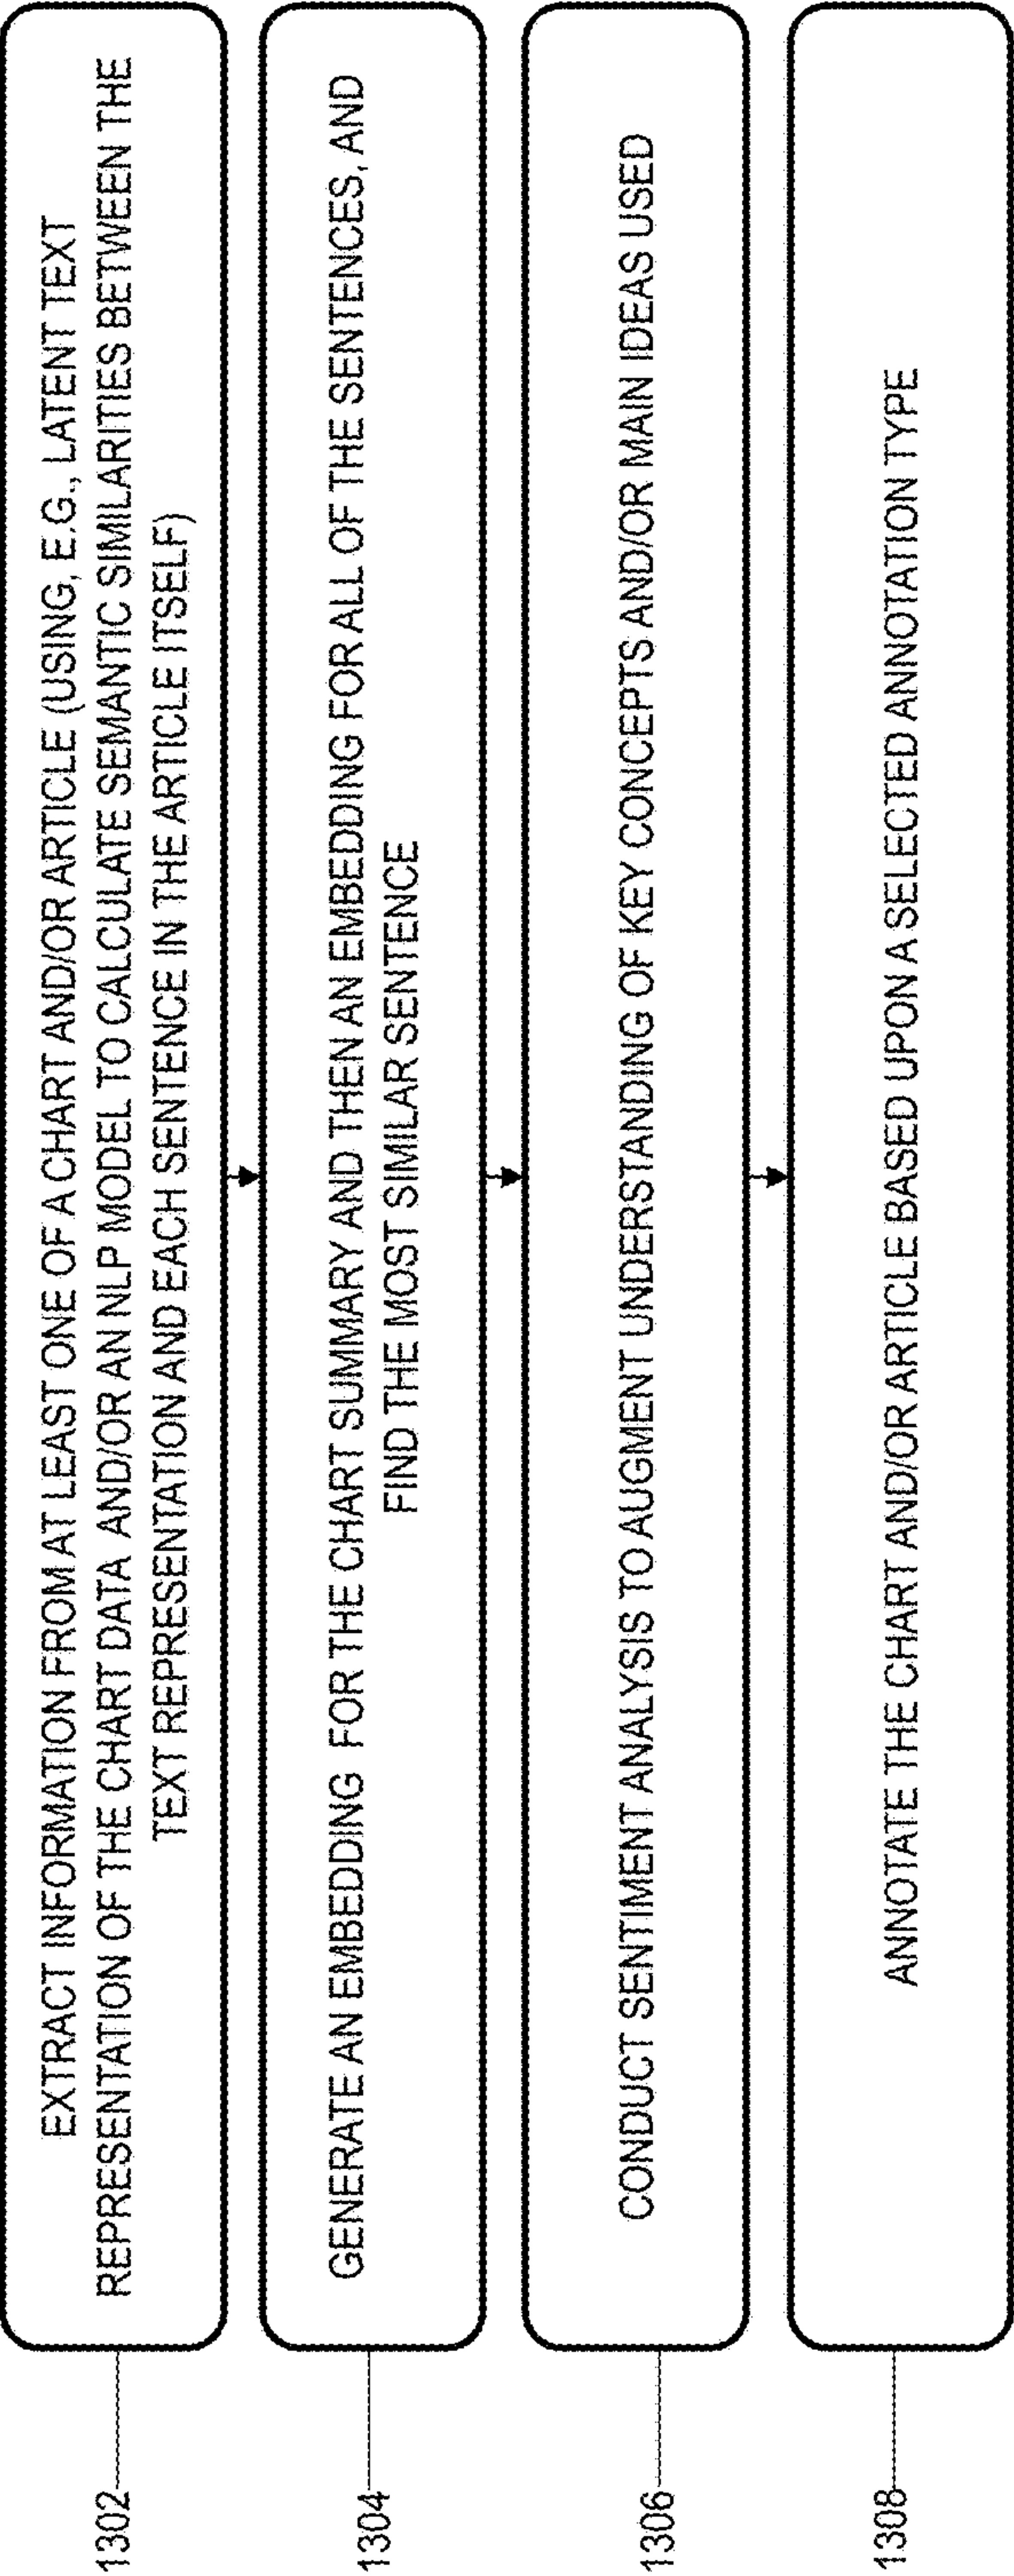 1302
EXTRACT INFORMATION FROM AT LEAST ONE OF A CHART AND/OR ARTICLE (USING, E.G., LATENT TEXT
REPRESENTATION OF THE CHART DATA AND/OR AN NLP MODEL TO CALCULATE SEMANTIC SIMILARITIES BETWEEN THE
TEXT REPRESENTATION AND EACH SENTENCE IN THE ARTICLE ITSELF)
1304
GENERATE AN EMBEDDING FOR THE CHART SUMMARY AND THEN AN EMBEDDING FOR ALL OF THE SENTENCES, AND
FIND THE MOST SIMILAR SENTENCE
1306
CONDUCT SENTIMENT ANALYSIS TO AUGMENT UNDERSTANDING OF KEY CONCEPTS AND/OR MAIN IDEAS USED
1308
ANNOTATE THE CHART AND/OR ARTICLE BASED UPON A SELECTED ANNOTATION TYPE